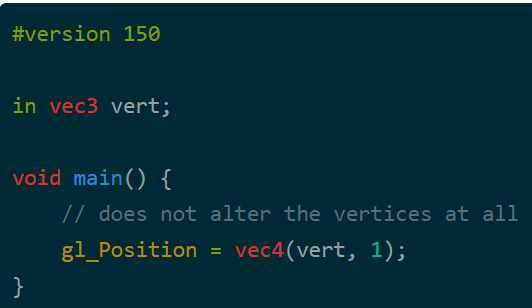 #version 150
in vec3 vert;
void main() {
// does not alter the vertices at all
gl_Position = vec4(vert, 1);
}